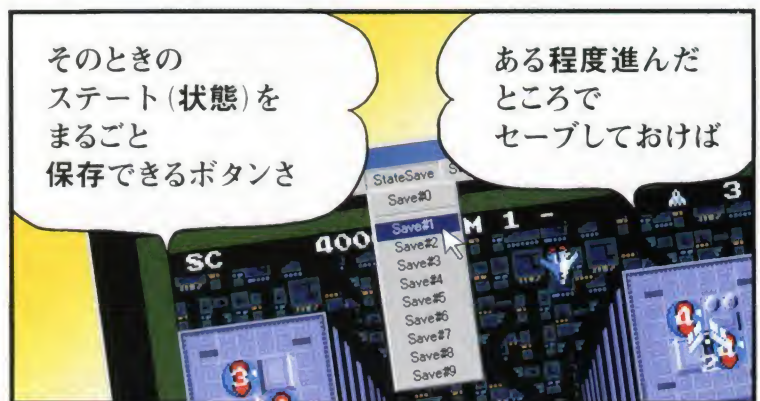 ある程度進んだ
ところで
セーブしておけば
そのときの
ステート(状態)を
まるごと
保存できるボタンさ
StateSave
Save#0
Save#1
Save#2
Save#3
Save#4
Save#5
Save#6
Save#7
Save#8
Save#9
SC
400
M 1 -
3
3
4
4